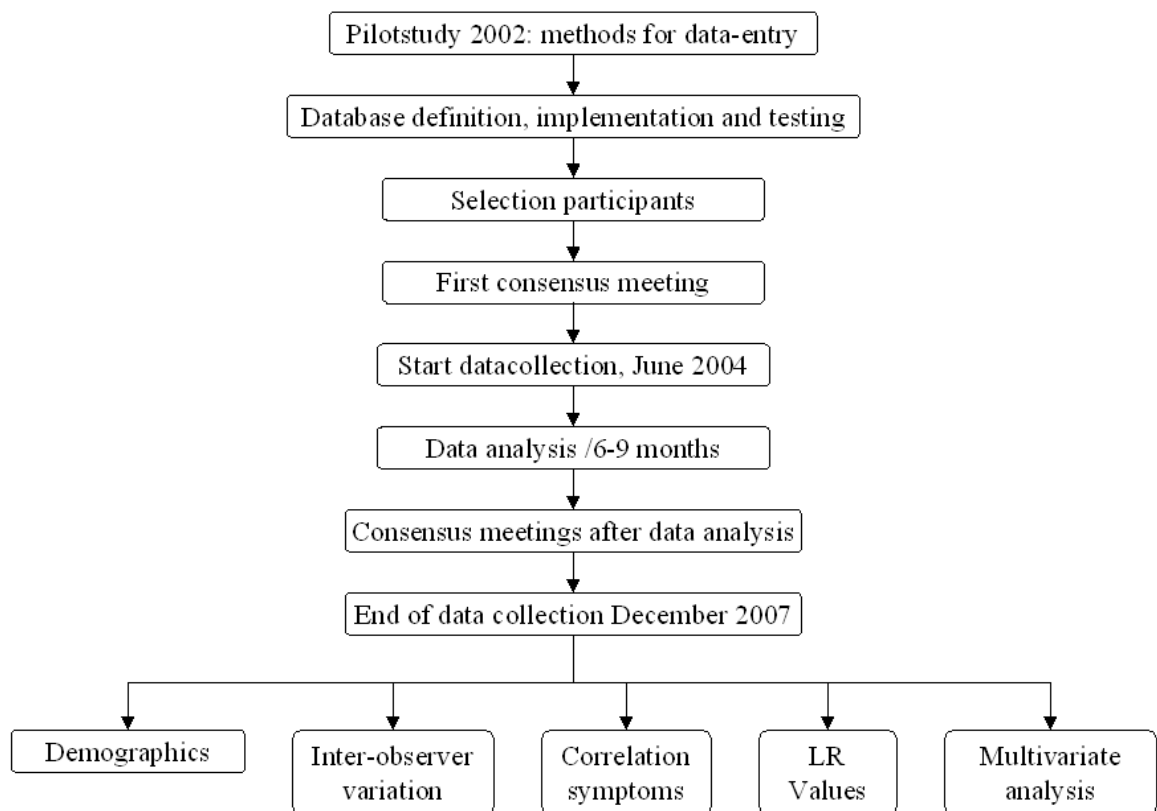 Pilotstudy 2002: methods for data-entry
Database definition, implementation and testing
Selection participants
First consensus meeting
Start datacollection, June 2004
Data analysis /6-9 months
Consensus meetings after data analysis
End of data collection December 2007
Demographics
Inter-observer
variation
Correlation
symptoms
LR
Values
Multivariate
analysis